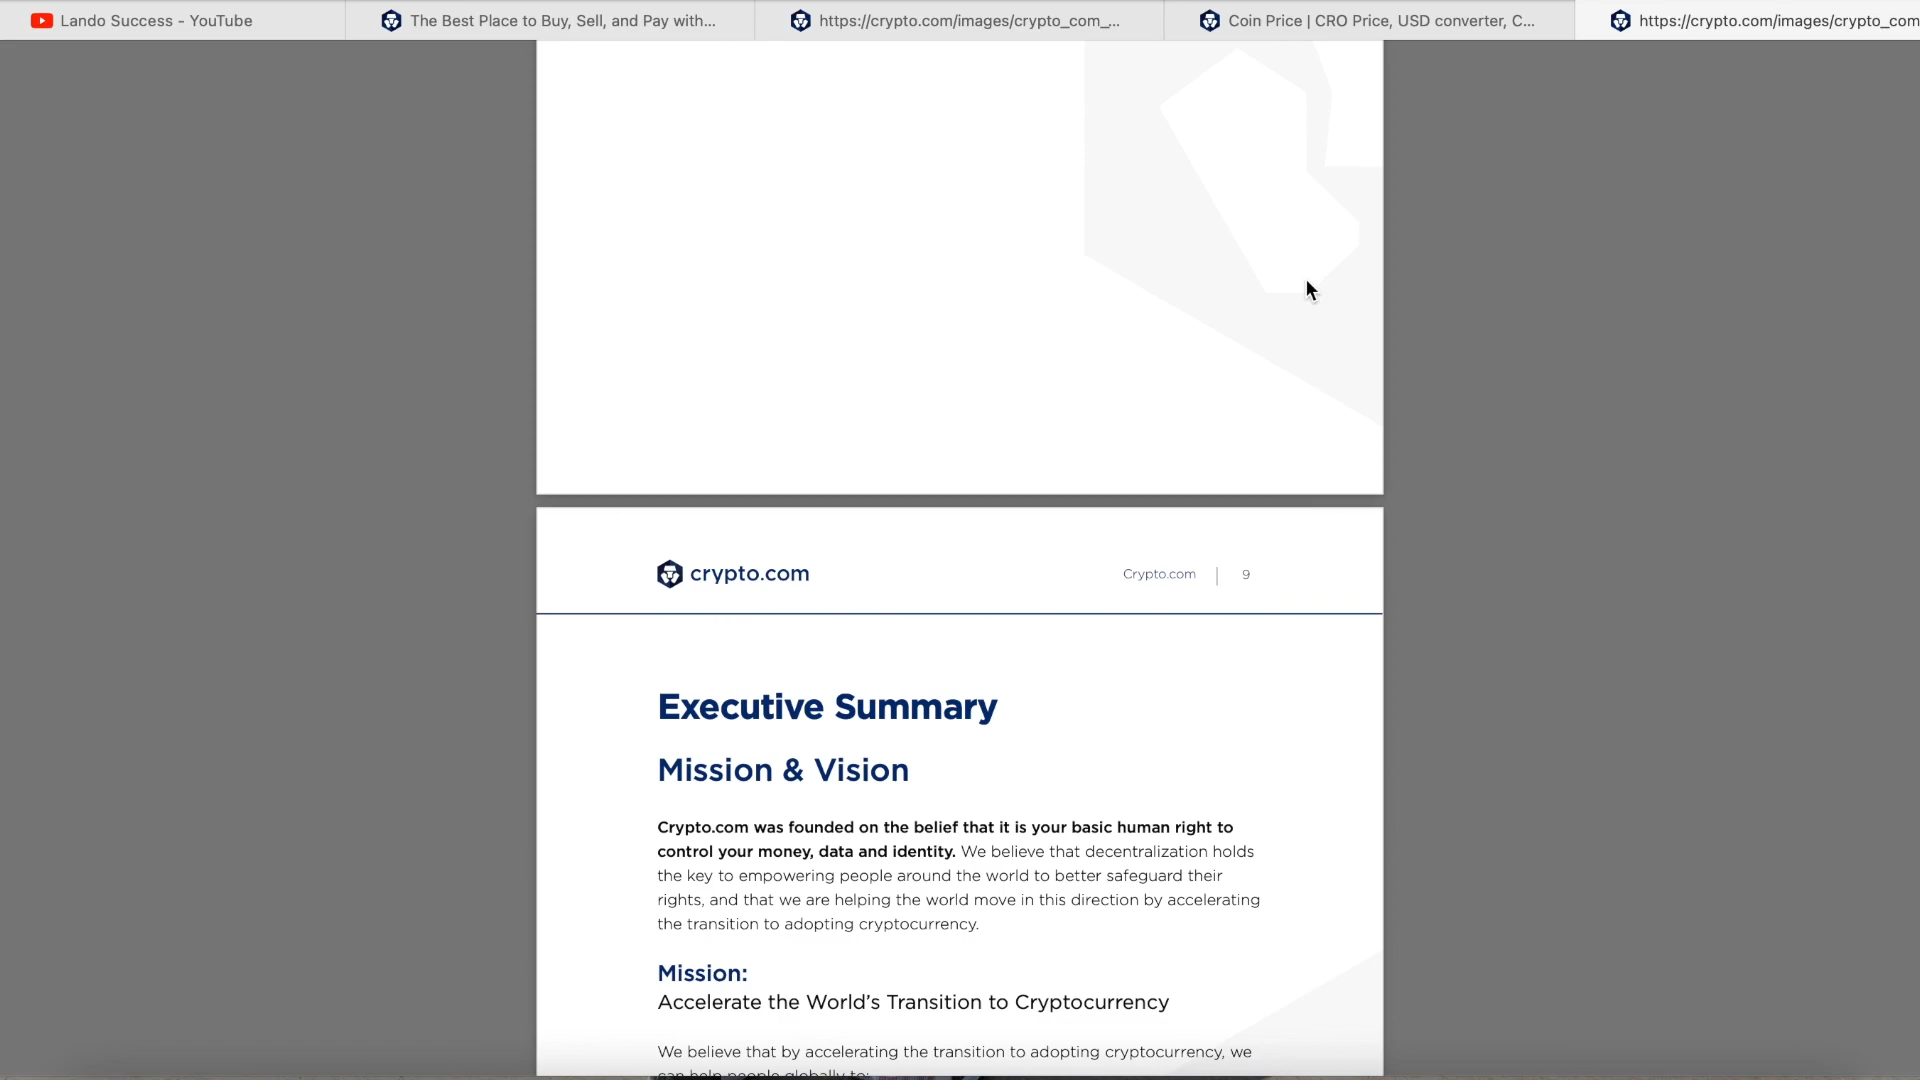 Lando Success - YouTube
The Best Place to Buy, Sell, and Pay with...
https://crypto.com/images/crypto_com_...
Coin Price | CRO Price, USD converter, C...
https://crypto.com/images/crypto_com
crypto.com
Crypto.com | 9
Executive Summary
Mission & Vision
Crypto.com was founded on the belief that it is your basic human right to
control your money, data and identity. We believe that decentralization holds
the key to empowering people around the world to better safeguard their
rights, and that we are helping the world move in this direction by accelerating
the transition to adopting cryptocurrency.
Mission:
Accelerate the World's Transition to Cryptocurrency
We believe that by accelerating the transition to adopting cryptocurrency, we
can help people globally to: